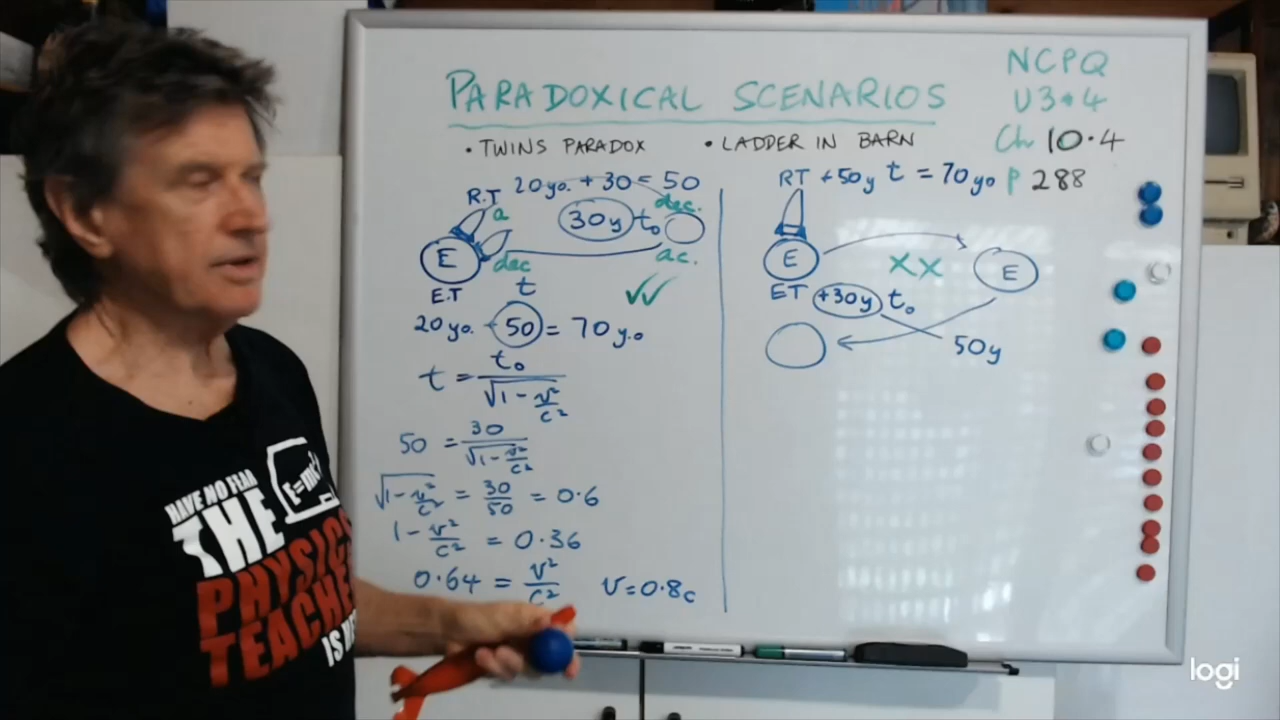 PARADOXICAL SCENARIOS
NCPQ
U3+4
Ch 10.4
p 288
• TWINS PARADOX
• LADDER IN BARN
R.T 20yo. + 30 = 50
a
dec.
30y t₀
E
dec
ac.
E.T
t
✓✓
20yo. + 50 = 70y.o
t = t₀ / √(1 - v²/c²)
50 = 30 / √(1 - v²/c²)
√(1 - v²/c²) = 30/50 = 0.6
1 - v²/c² = 0.36
0.64 = v²/c² v = 0.8c
RT +50y t = 70yo
E
XX
E
ET +30y t₀
50y
HAVE NO FEAR
THE
E=mc²
PHYSICS
TEACHER
IS
logi